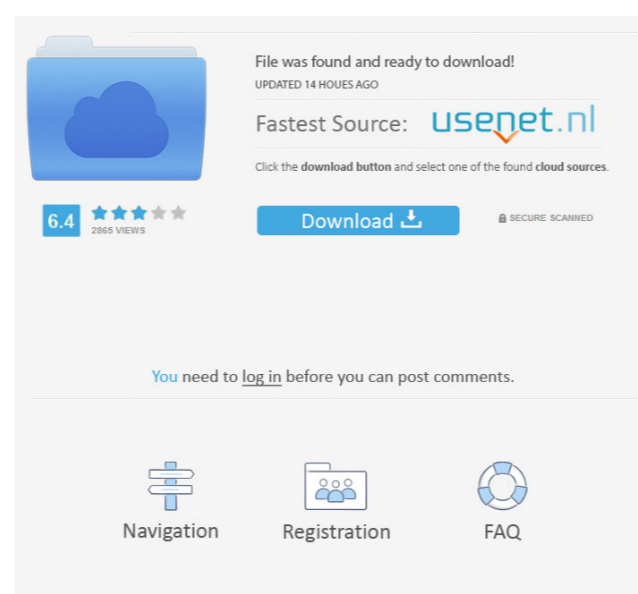 File was found and ready to download!
UPDATED 14 HOUES AGO
Fastest Source: usenet.nl
Click the download button and select one of the found cloud sources.
6.4
2865 VIEWS
Download
SECURE SCANNED
You need to log in before you can post comments.
Navigation
Registration
FAQ